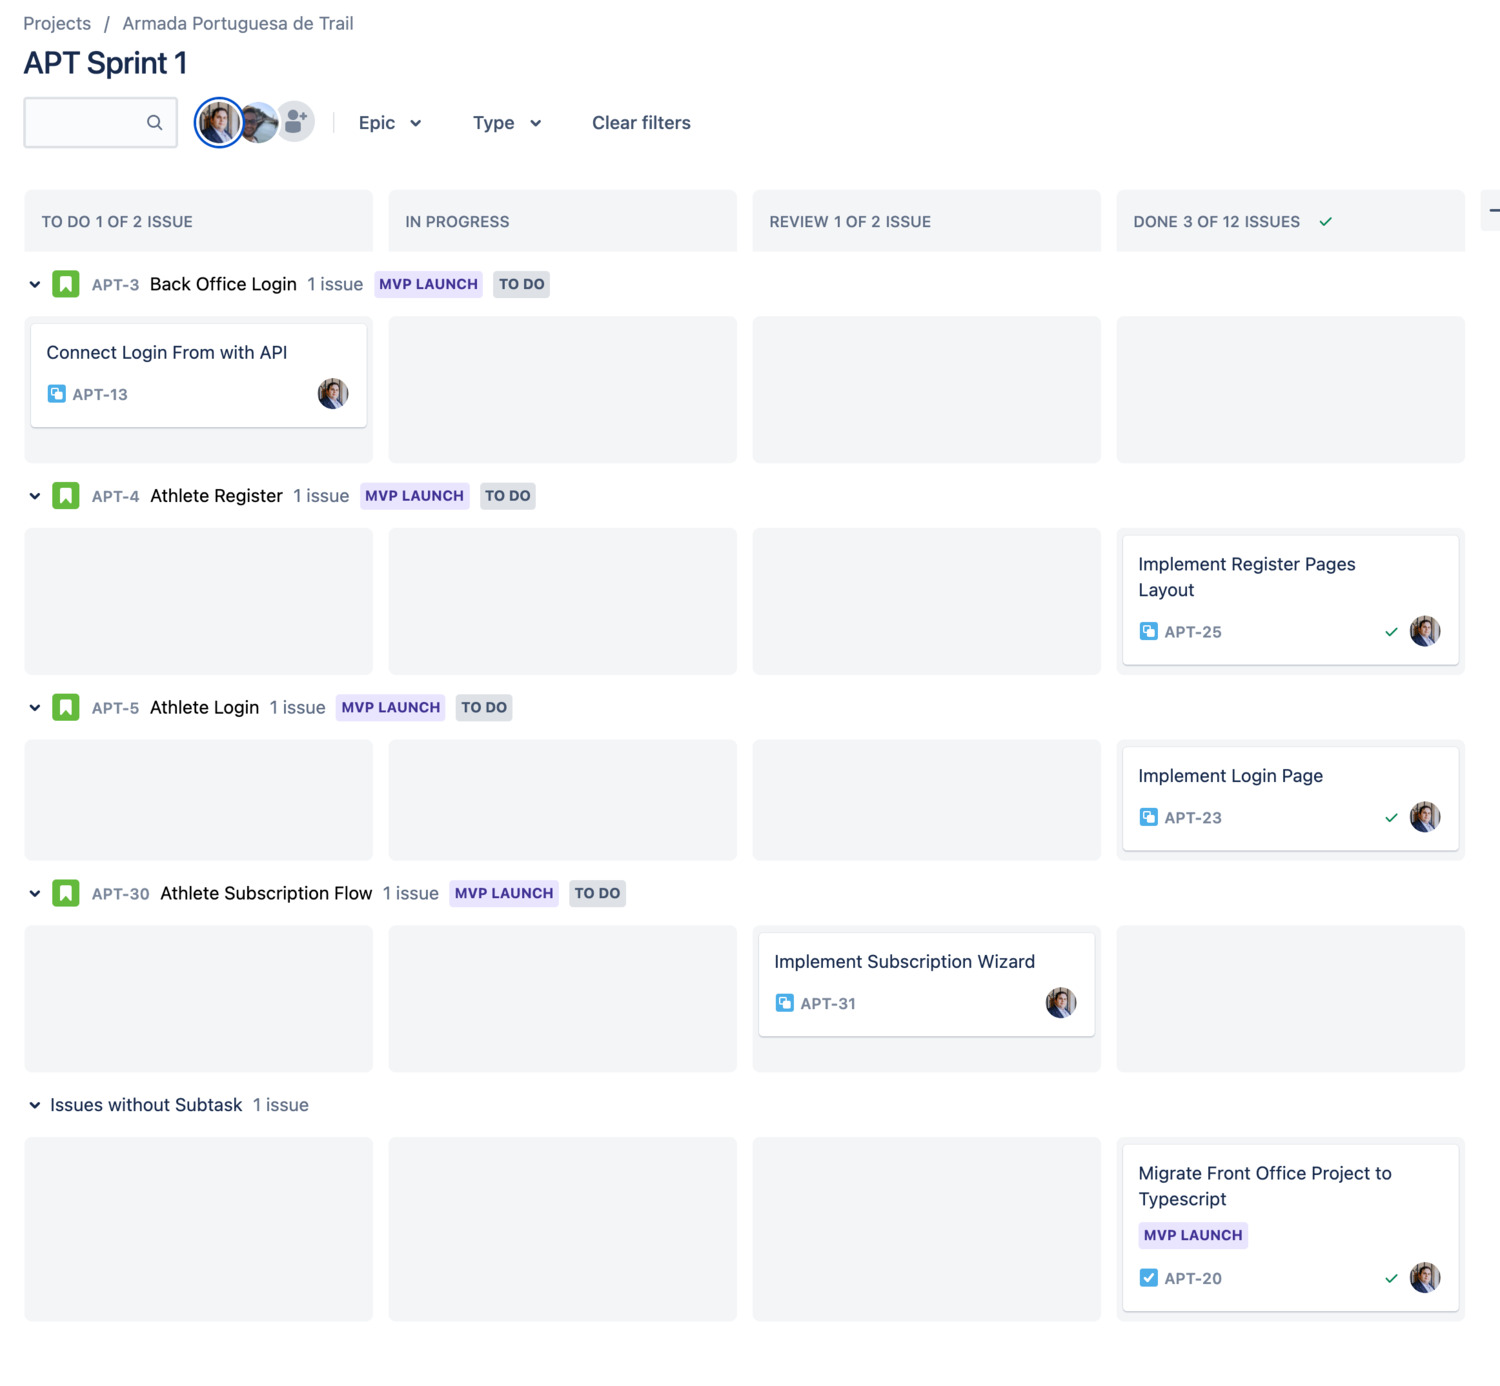 Projects / Armada Portuguesa de Trail
APT Sprint 1
Epic Type Clear filters
TO DO 1 OF 2 ISSUE IN PROGRESS REVIEW 1 OF 2 ISSUE DONE 3 OF 12 ISSUES
APT-3 Back Office Login 1 issue MVP LAUNCH TO DO
Connect Login From with API
APT-13
APT-4 Athlete Register 1 issue MVP LAUNCH TO DO
Implement Register Pages
Layout
APT-25
APT-5 Athlete Login 1 issue MVP LAUNCH TO DO
Implement Login Page
APT-23
APT-30 Athlete Subscription Flow 1 issue MVP LAUNCH TO DO
Implement Subscription Wizard
APT-31
Issues without Subtask 1 issue
Migrate Front Office Project to
Typescript
MVP LAUNCH
APT-20